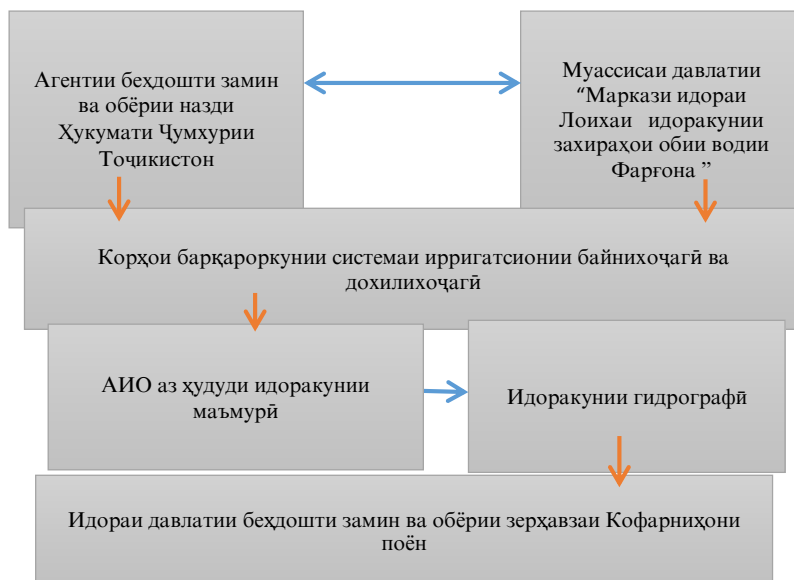 Агентии беҳдошти замин
ва обёрии назди
Ҳукумати Ҷумхурии
Тоҷикистон
Муассисаи давлатии
“Маркази идораи
Лоихаи идоракунии
захираҳои обии водии
Фарғона ”
Корҳои барқароркунии системаи ирригатсионии байнихоҷагӣ ва
дохилихоҷагӣ
АИО аз ҳудуди идоракунии
маъмурӣ
Идоракунии гидрографӣ
Идораи давлатии беҳдошти замин ва обёрии зерҳавзаи Кофарниҳони
поён